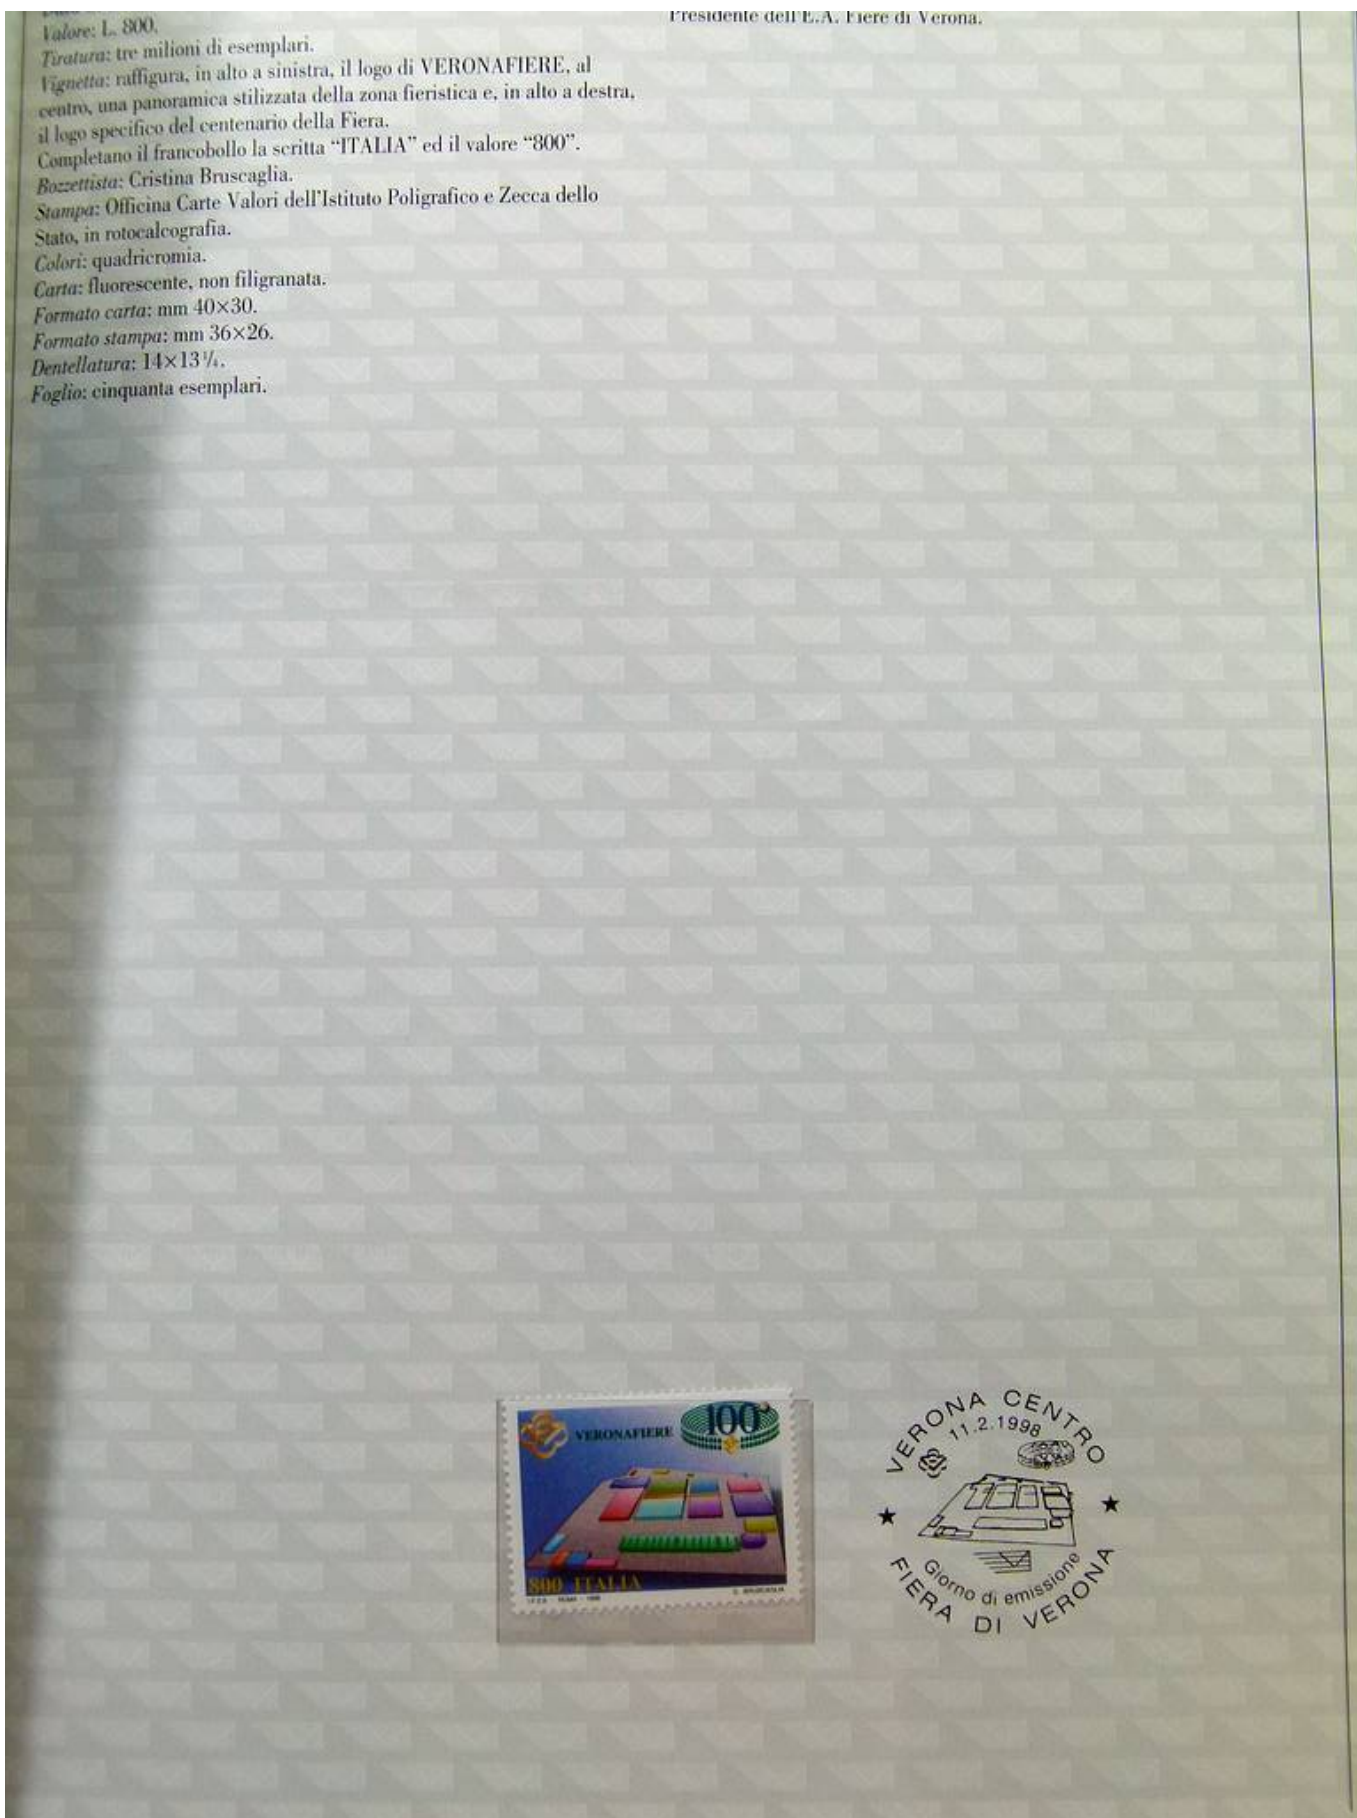 Valore: L. 800.
Tiratura: tre milioni di esemplari.
Vignetta: raffigura, in alto a sinistra, il logo di VERONAFIERE, al
centro, una panoramica stilizzata della zona fieristica e, in alto a destra,
il logo specifico del centenario della Fiera.
Completano il francobollo la scritta “ITALIA” ed il valore “800”.
Bozzettista: Cristina Bruscaglia.
Stampa: Officina Carte Valori dell'Istituto Poligrafico e Zecca dello
Stato, in rotocalcografia.
Colori: quadricromia.
Carta: fluorescente, non filigranata.
Formato carta: mm 40×30.
Formato stampa: mm 36×26.
Dentellatura: 14×13¼.
Foglio: cinquanta esemplari.
Presidente dell'E.A. Fiere di Verona.
VERONAFIERE
100°
800 ITALIA
I.P.Z.S. ROMA - 1998
C. BRUSCAGLIA
VERONA CENTRO
11.2.1998
Giorno di emissione
FIERA DI VERONA